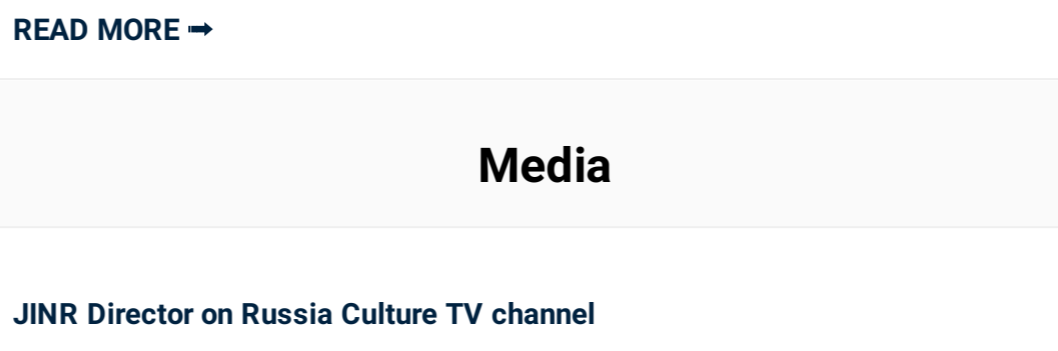 READ MORE ➡
Media
JINR Director on Russia Culture TV channel